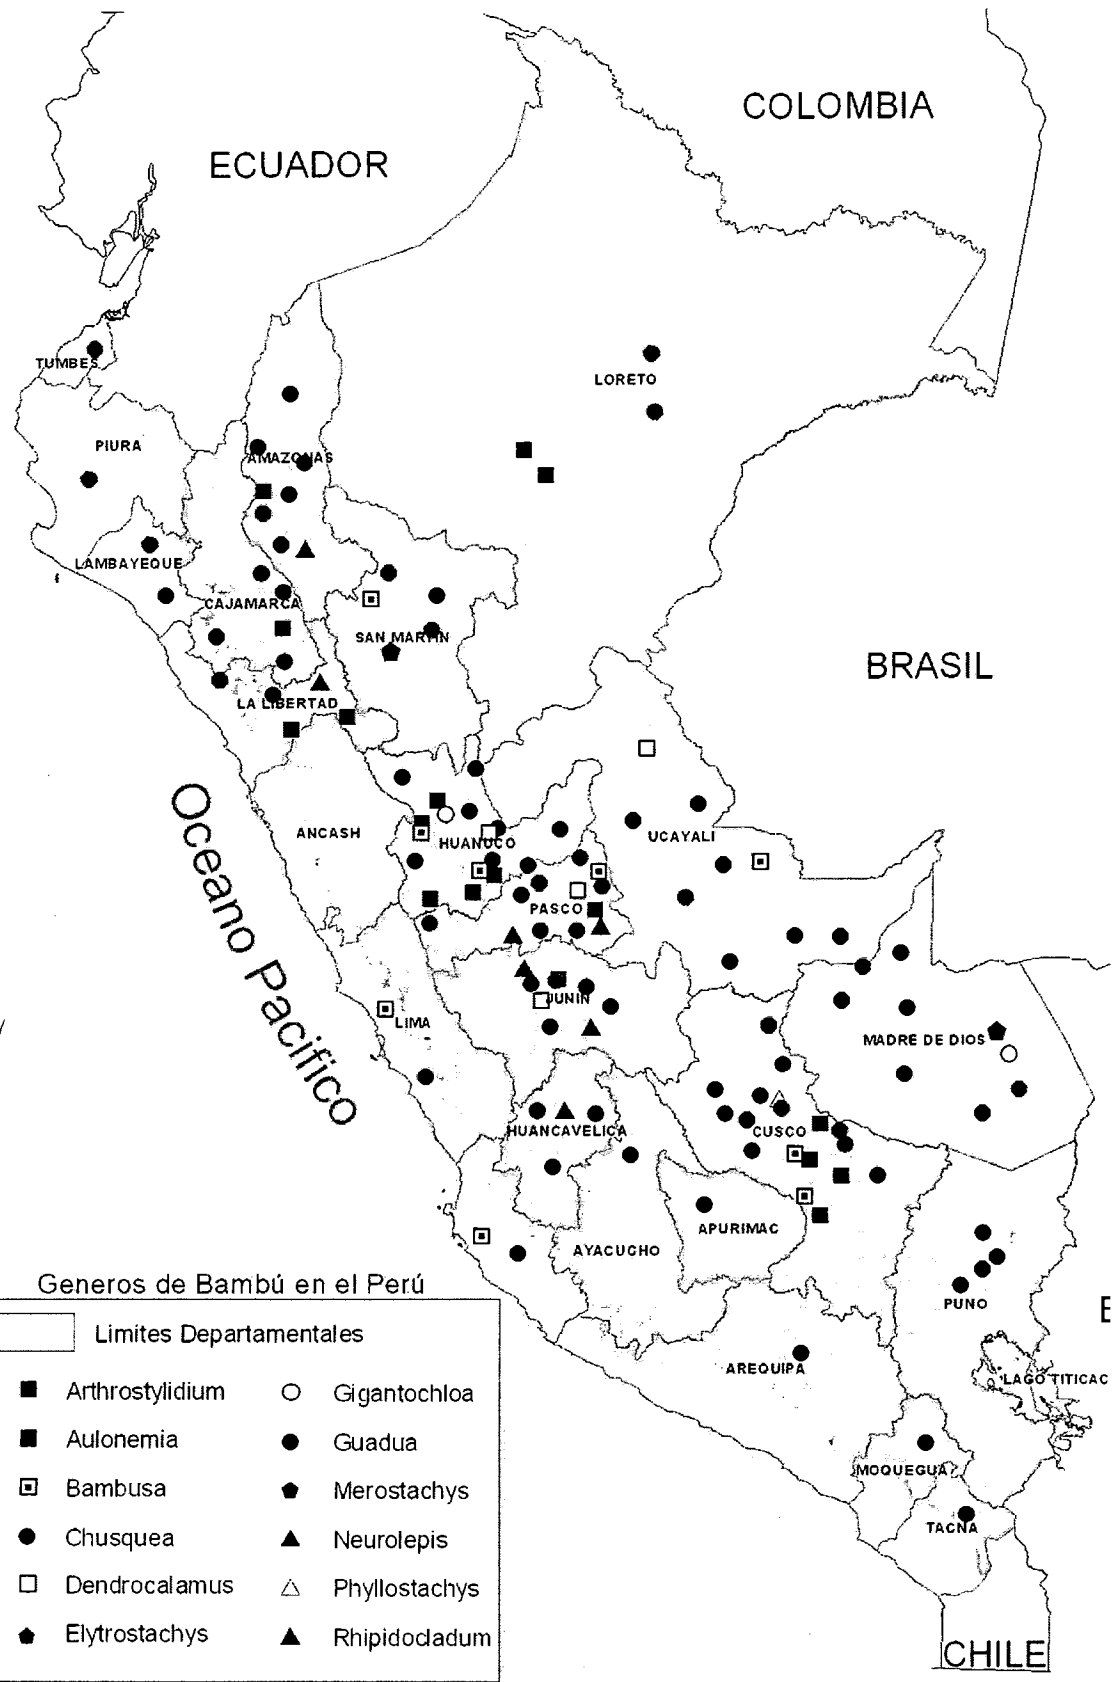 COLOMBIA
ECUADOR
TUMBES
LORETO
PIURA
AMAZONAS
LAMBAYEQUE
CAJAMARCA
SAN MARTIN
BRASIL
LA LIBERTAD
Oceano Pacifico
ANCASH
HUANUCO
UCAYALI
PASCO
JUNIN
LIMA
MADRE DE DIOS
HUANCAVELICA
CUSCO
APURIMAC
AYACUCHO
PUNO
AREQUIPA
LAGO TITICAC
MOQUEGUA
TACNA
CHILE
Generos de Bambú en el Perú
Limites Departamentales
Arthrostylidium
Aulonemia
Bambusa
Chusquea
Dendrocalamus
Elytrostachys
Gigantochloa
Guadua
Merostachys
Neurolepis
Phyllostachys
Rhipidocladum